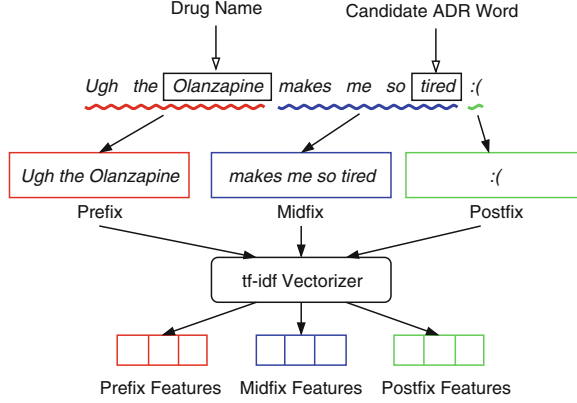 Drug Name Candidate ADR Word
Ugh the Olanzapine makes me so tired :(
Ugh the Olanzapine makes me so tired :(
Prefix Midfix Postfix
tf-idf Vectorizer
Prefix Features Midfix Features Postfix Features